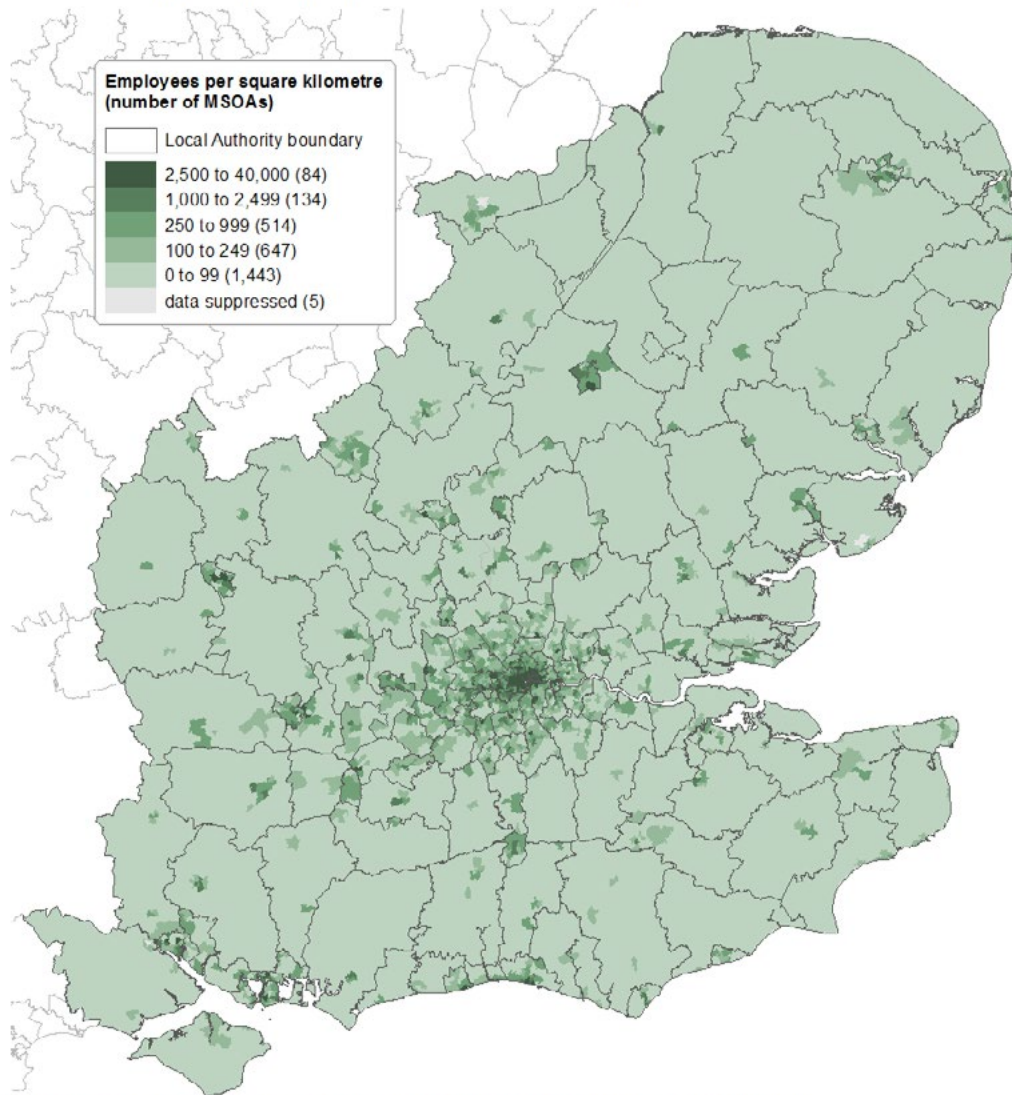 Employees per square kilometre
(number of MSOAs)
Local Authority boundary
2,500 to 40,000 (84)
1,000 to 2,499 (134)
250 to 999 (514)
100 to 249 (647)
0 to 99 (1,443)
data suppressed (5)